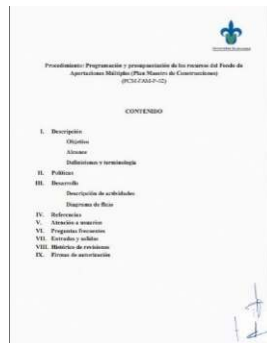 Procedimiento: Programación y presupuestación de los recursos del Fondo de
Aportaciones Múltiples (Plan Maestro de Construcciones)
CONTENIDO
I. Descripción
Objetivo
Alcance
Definiciones y terminología
II. Políticas
III. Desarrollo
Descripción de actividades
Diagrama de flujo
IV. Referencias
V. Atención a usuarios
VI. Preguntas frecuentes
VII. Entradas y salidas
VIII. Histórico de revisiones
IX. Firmas de autorización